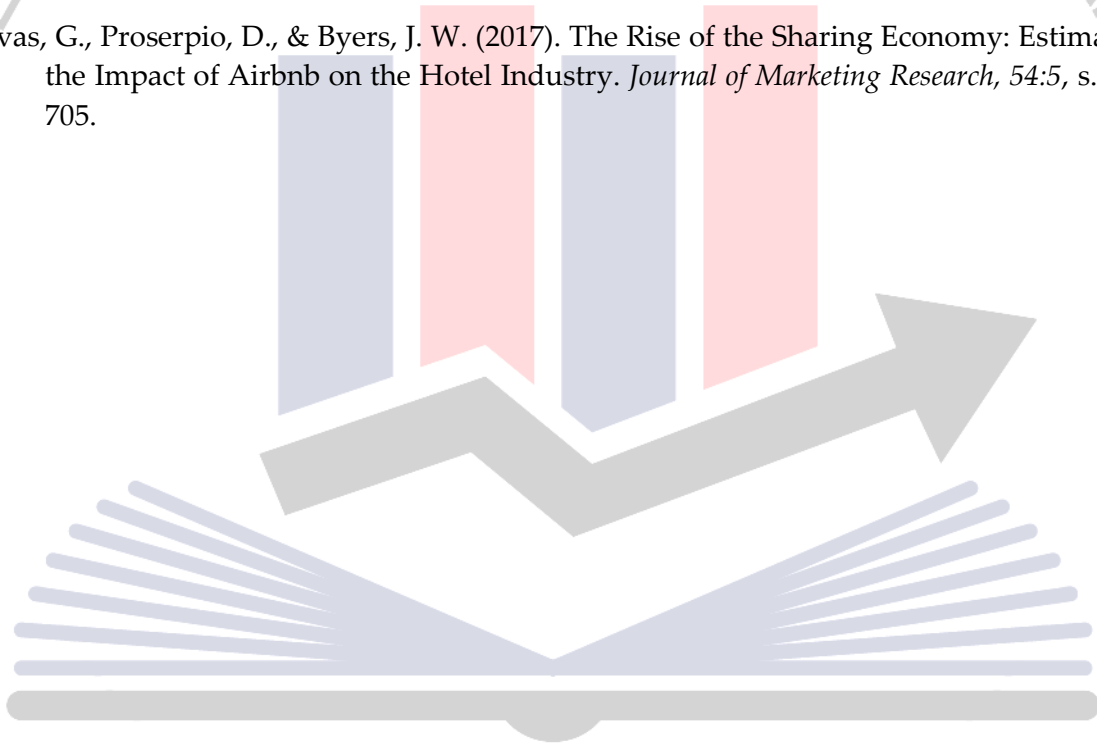 vas, G., Proserpio, D., & Byers, J. W. (2017). The Rise of the Sharing Economy: Estima
the Impact of Airbnb on the Hotel Industry. Journal of Marketing Research, 54:5, s.
705.